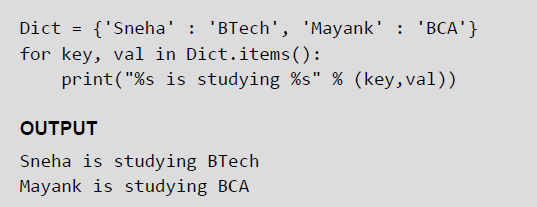 Dict = {'Sneha' : 'BTech', 'Mayank' : 'BCA'}
for key, val in Dict.items():
    print("%s is studying %s" % (key,val))
OUTPUT
Sneha is studying BTech
Mayank is studying BCA